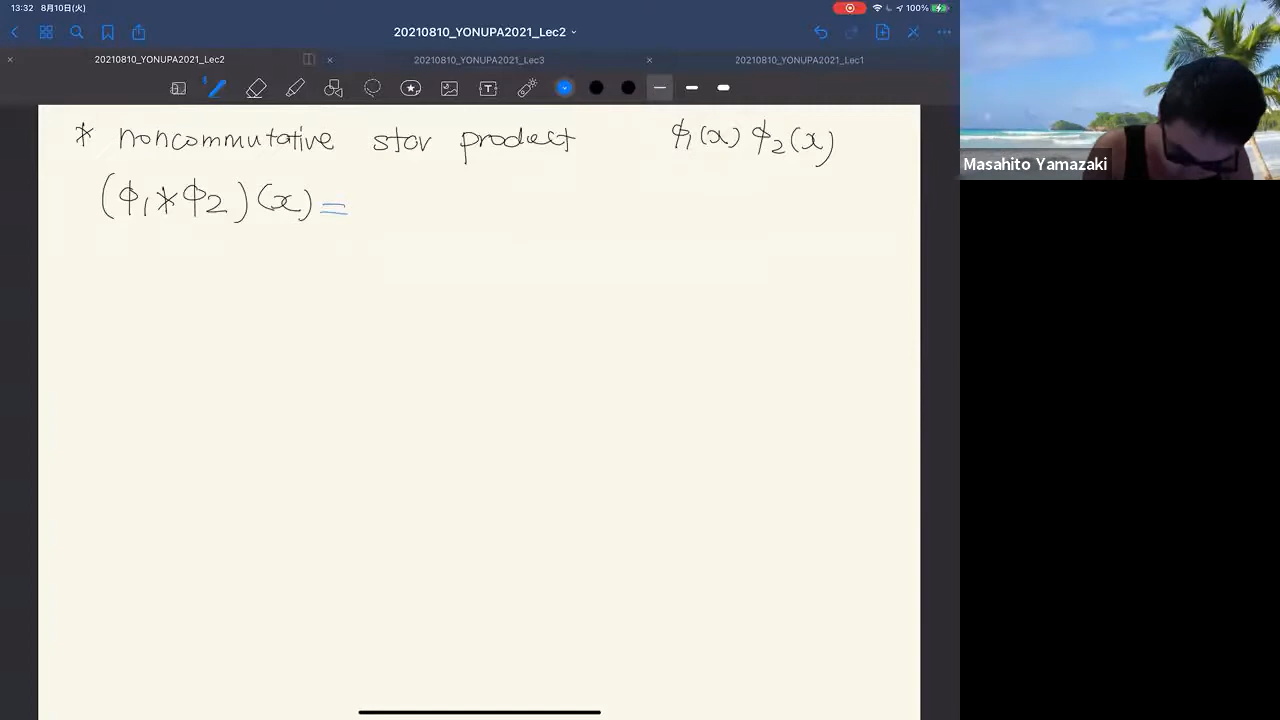 13:32 8月10日(火) 100%
20210810_YONUPA2021_Lec2
20210810_YONUPA2021_Lec2 20210810_YONUPA2021_Lec3 20210810_YONUPA2021_Lec1
* noncommutative star product ϕ₁(x) ϕ₂(x)
(ϕ₁*ϕ₂)(x) =
Masahito Yamazaki